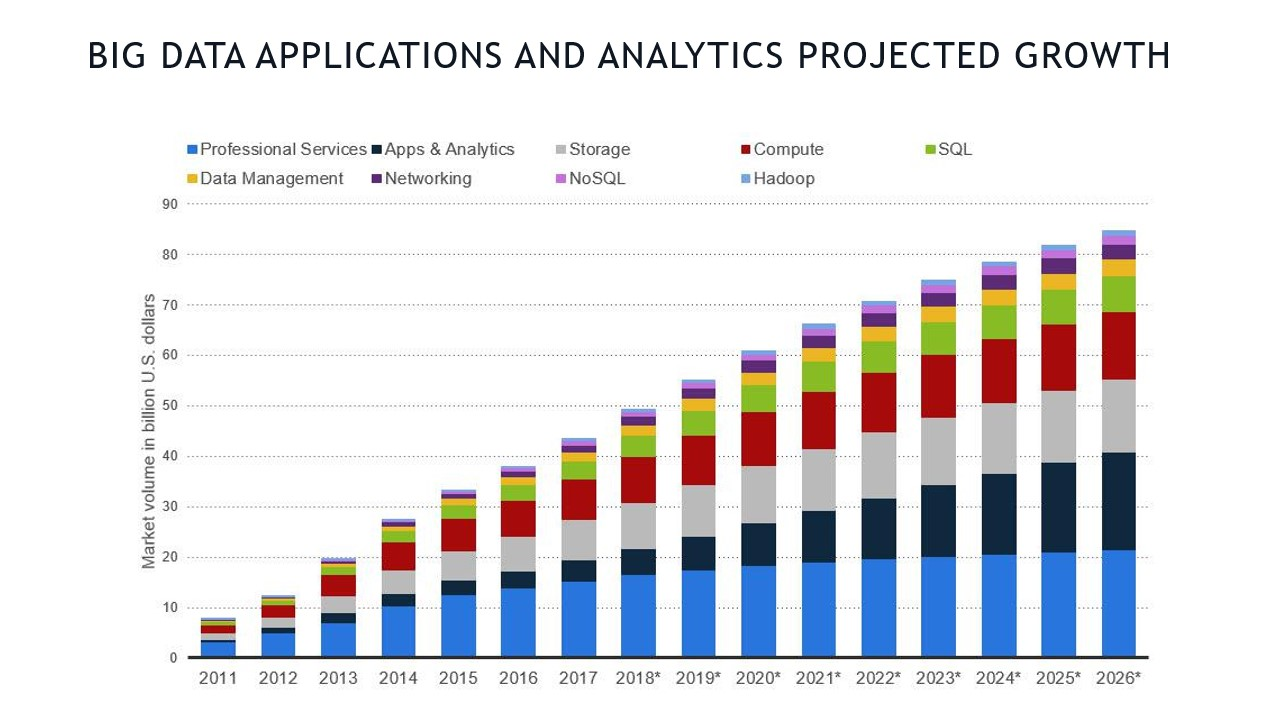 BIG DATA APPLICATIONS AND ANALYTICS PROJECTED GROWTH
Professional Services Apps & Analytics Storage Compute SQL
Data Management Networking NoSQL Hadoop
Market volume in billion U.S. dollars
90
80
70
60
50
40
30
20
10
0
2011 2012 2013 2014 2015 2016 2017 2018* 2019* 2020* 2021* 2022* 2023* 2024* 2025* 2026*